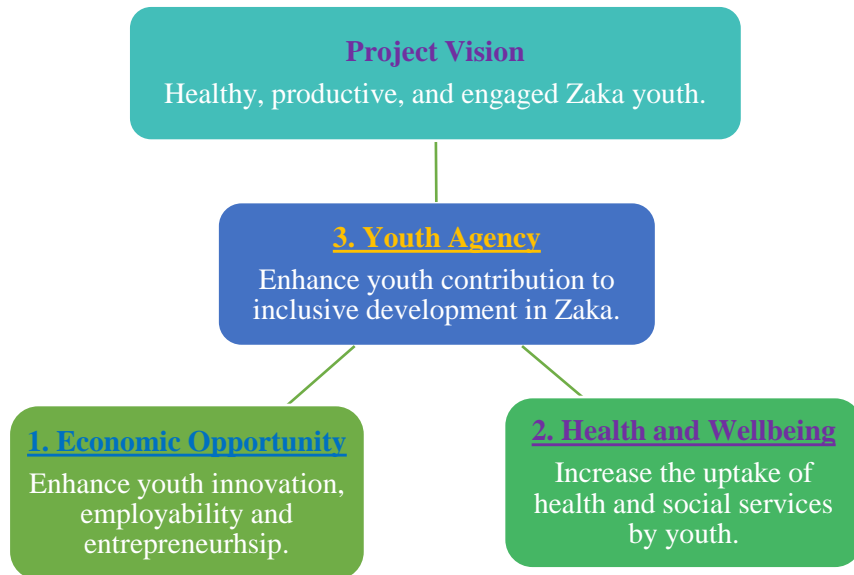 Project Vision
Healthy, productive, and engaged Zaka youth.
3. Youth Agency
Enhance youth contribution to
inclusive development in Zaka.
1. Economic Opportunity
Enhance youth innovation,
employability and
entrepreneurhsip.
2. Health and Wellbeing
Increase the uptake of
health and social services
by youth.